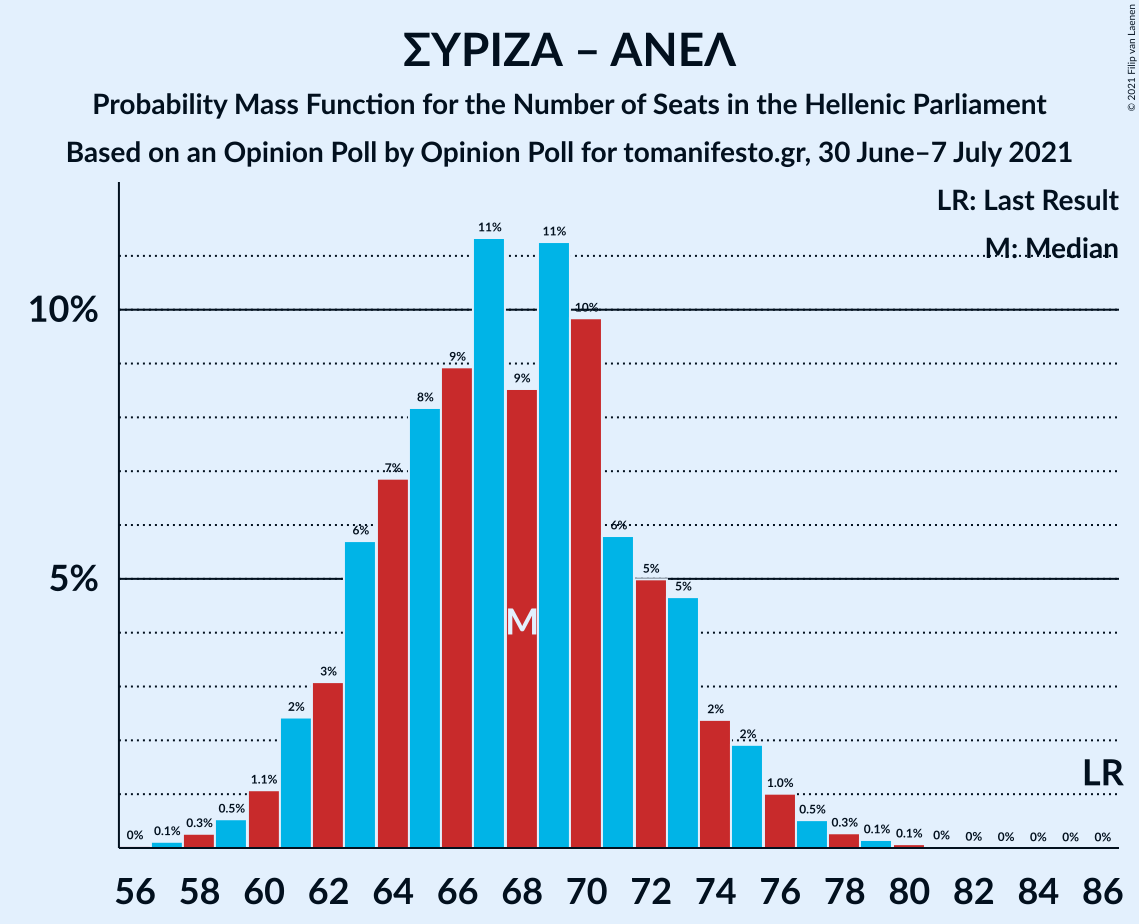 ΣΥΡΙΖΑ – ΑΝΕΛ
Probability Mass Function for the Number of Seats in the Hellenic Parliament
Based on an Opinion Poll by Opinion Poll for tomanifesto.gr, 30 June–7 July 2021
© 2021 Filip van Laenen
LR: Last Result
M: Median
10%
5%
0% 0.1% 0.3% 0.5% 1.1% 2% 3% 6% 7% 8% 9% 11% 9% 11% 10% 6% 5% 5% 2% 2% 1.0% 0.5% 0.3% 0.1% 0.1% 0% 0% 0% 0% 0% 0%
M
LR
56 58 60 62 64 66 68 70 72 74 76 78 80 82 84 86